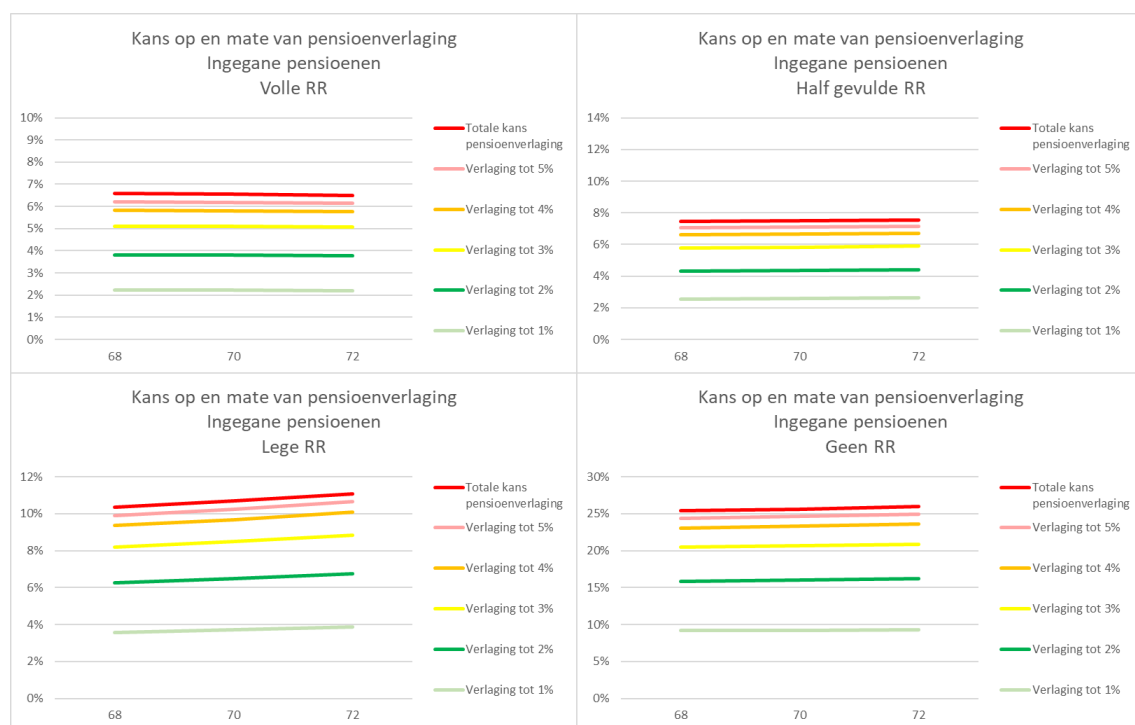 Kans op en mate van pensioenverlaging
Ingegane pensioenen
Volle RR
10%
9%
8%
7%
6%
5%
4%
3%
2%
1%
0%
68
70
72
Totale kans
pensioenverlaging
Verlaging tot 5%
Verlaging tot 4%
Verlaging tot 3%
Verlaging tot 2%
Verlaging tot 1%
Kans op en mate van pensioenverlaging
Ingegane pensioenen
Half gevulde RR
14%
12%
10%
8%
6%
4%
2%
0%
68
70
72
Totale kans
pensioenverlaging
Verlaging tot 5%
Verlaging tot 4%
Verlaging tot 3%
Verlaging tot 2%
Verlaging tot 1%
Kans op en mate van pensioenverlaging
Ingegane pensioenen
Lege RR
12%
10%
8%
6%
4%
2%
0%
68
70
72
Totale kans
pensioenverlaging
Verlaging tot 5%
Verlaging tot 4%
Verlaging tot 3%
Verlaging tot 2%
Verlaging tot 1%
Kans op en mate van pensioenverlaging
Ingegane pensioenen
Geen RR
30%
25%
20%
15%
10%
5%
0%
68
70
72
Totale kans
pensioenverlaging
Verlaging tot 5%
Verlaging tot 4%
Verlaging tot 3%
Verlaging tot 2%
Verlaging tot 1%